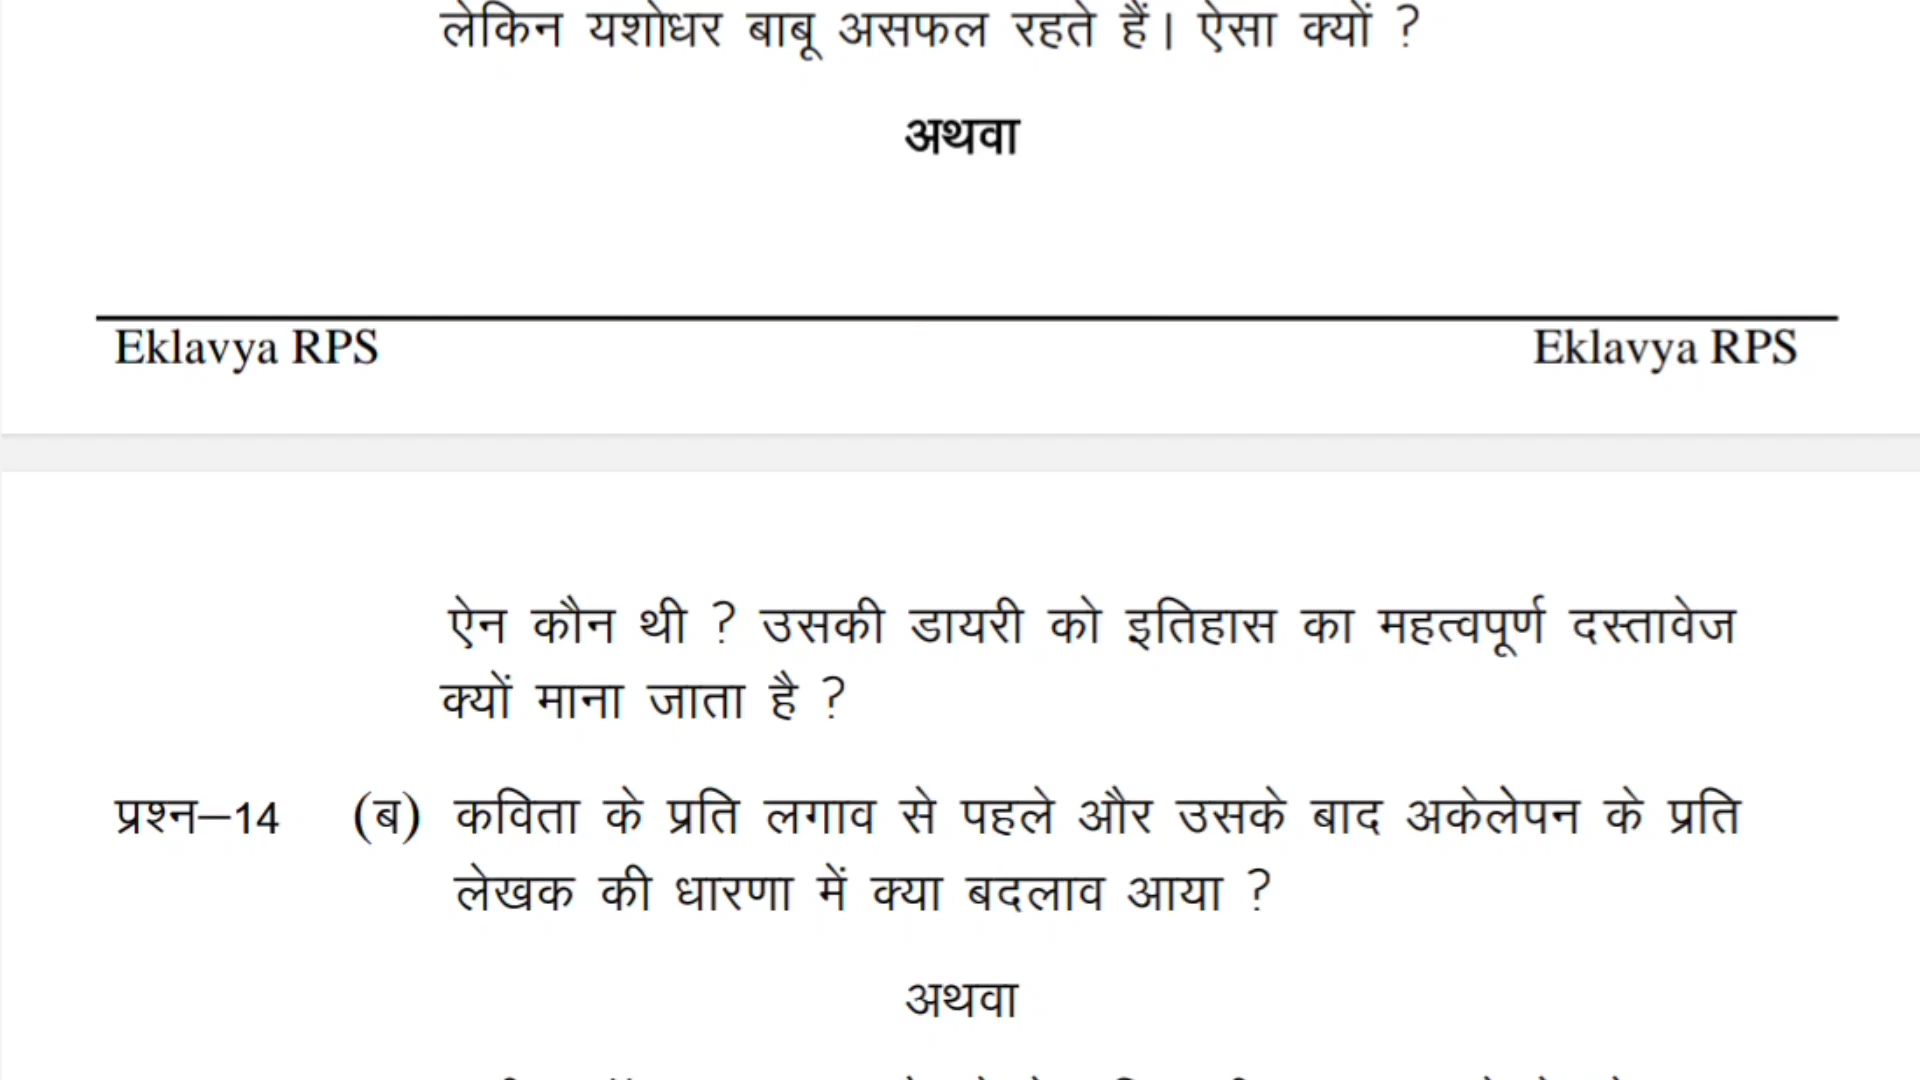 लेकिन यशोधर बाबू असफल रहते हैं। ऐसा क्यों ?
अथवा
Eklavya RPS Eklavya RPS
ऐन कौन थी ? उसकी डायरी को इतिहास का महत्वपूर्ण दस्तावेज
क्यों माना जाता है ?
प्रश्न–14 (ब) कविता के प्रति लगाव से पहले और उसके बाद अकेलेपन के प्रति
लेखक की धारणा में क्या बदलाव आया ?
अथवा